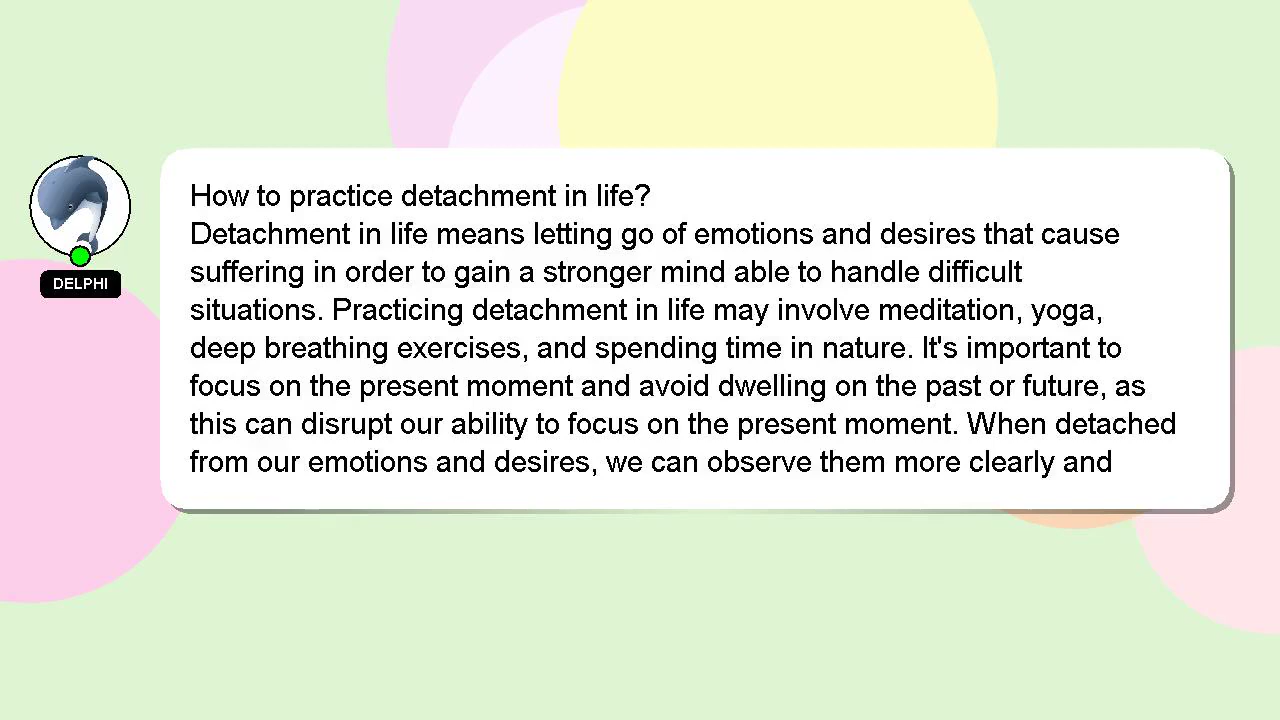 How to practice detachment in life?
Detachment in life means letting go of emotions and desires that cause
suffering in order to gain a stronger mind able to handle difficult
situations. Practicing detachment in life may involve meditation, yoga,
deep breathing exercises, and spending time in nature. It's important to
focus on the present moment and avoid dwelling on the past or future, as
this can disrupt our ability to focus on the present moment. When detached
from our emotions and desires, we can observe them more clearly and
DELPHI